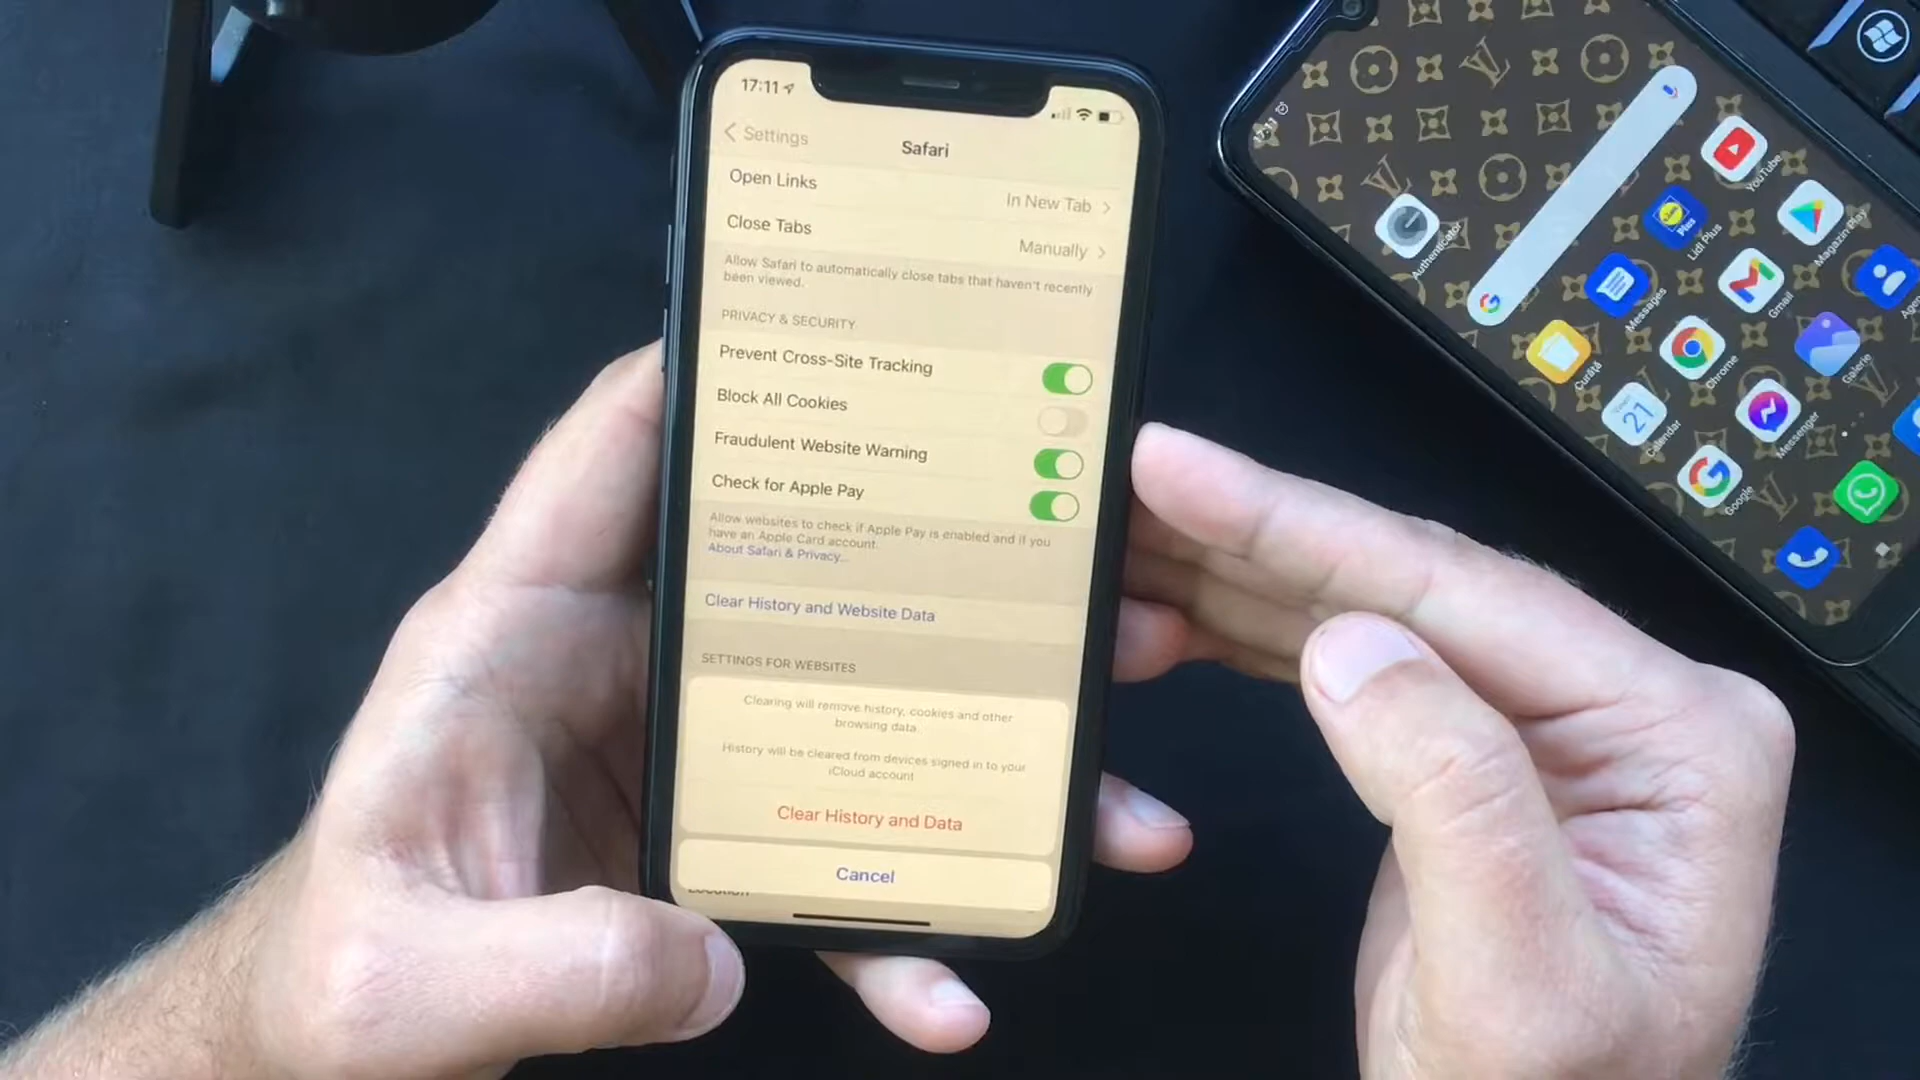 17:11
Settings
Safari
Open Links
In New Tab
Close Tabs
Manually
Allow Safari to automatically close tabs that haven't recently
been viewed.
PRIVACY & SECURITY
Prevent Cross-Site Tracking
Block All Cookies
Fraudulent Website Warning
Check for Apple Pay
Allow websites to check if Apple Pay is enabled and if you
have an Apple Card account.
About Safari & Privacy...
Clear History and Website Data
SETTINGS FOR WEBSITES
Clearing will remove history, cookies and other
browsing data.
History will be cleared from devices signed in to your
iCloud account
Clear History and Data
Cancel
Location
17:11
Authenticator
YouTube
Lidl Plus
Magazin Play
Messages
Gmail
Curăță
Chrome
Galerie
21
Calendar
Messenger
Google